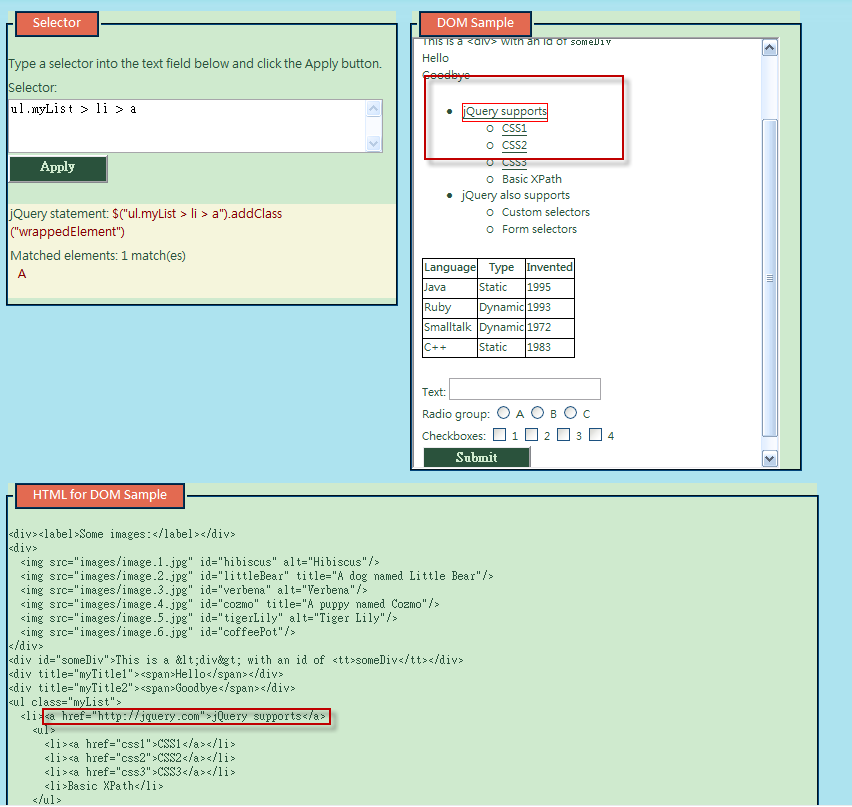 Selector
Type a selector into the text field below and click the Apply button.
Selector:
ul.myList > li > a
Apply
jQuery statement: $("ul.myList > li > a").addClass
("wrappedElement")
Matched elements: 1 match(es)
A
DOM Sample
This is a <div> with an id of someDiv
Hello
Goodbye
jQuery supports
CSS1
CSS2
CSS3
Basic XPath
jQuery also supports
Custom selectors
Form selectors
Language Type Invented
Java Static 1995
Ruby Dynamic 1993
Smalltalk Dynamic 1972
C++ Static 1983
Text:
Radio group: A B C
Checkboxes: 1 2 3 4
Submit
HTML for DOM Sample
<div><label>Some images:</label></div>
<div>
<img src="images/image.1.jpg" id="hibiscus" alt="Hibiscus"/>
<img src="images/image.2.jpg" id="littleBear" title="A dog named Little Bear"/>
<img src="images/image.3.jpg" id="verbena" alt="Verbena"/>
<img src="images/image.4.jpg" id="cozmo" title="A puppy named Cozmo"/>
<img src="images/image.5.jpg" id="tigerLily" alt="Tiger Lily"/>
<img src="images/image.6.jpg" id="coffeePot"/>
</div>
<div id="someDiv">This is a &lt;div&gt; with an id of <tt>someDiv</tt></div>
<div title="myTitle1"><span>Hello</span></div>
<div title="myTitle2"><span>Goodbye</span></div>
<ul class="myList">
<li><a href="http://jquery.com">jQuery supports</a>
<ul>
<li><a href="css1">CSS1</a></li>
<li><a href="css2">CSS2</a></li>
<li><a href="css3">CSS3</a></li>
<li>Basic XPath</li>
</ul>